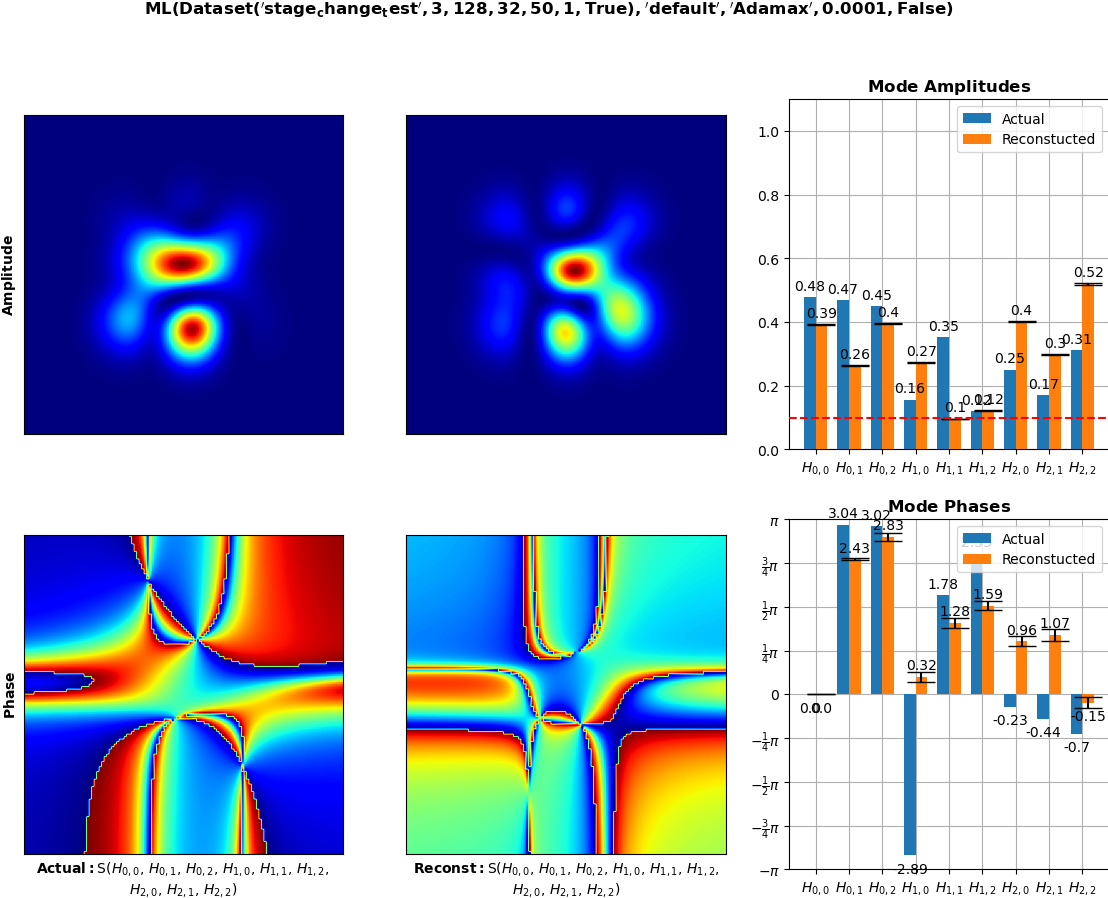 ML(Dataset('stage_change_test', 3, 128, 32, 50, 1, True), 'default', 'Adamax', 0.0001, False)
Amplitude
Mode Amplitudes
Actual
Reconstucted
1.0
0.8
0.6
0.4
0.2
0.0
0.48 0.39 0.47 0.26 0.45 0.4 0.16 0.27 0.35 0.1 0.12 0.12 0.25 0.4 0.17 0.3 0.31 0.52
H0,0 H0,1 H0,2 H1,0 H1,1 H1,2 H2,0 H2,1 H2,2
Phase
Mode Phases
Actual
Reconstucted
π
3/4π
1/2π
1/4π
0
−1/4π
−1/2π
−3/4π
−π
0.0 0.0 3.04 2.43 3.02 2.83 -2.89 0.32 1.78 1.28 1.59 -0.23 0.96 -0.44 1.07 -0.7 -0.15
H0,0 H0,1 H0,2 H1,0 H1,1 H1,2 H2,0 H2,1 H2,2
Actual: S(H0,0, H0,1, H0,2, H1,0, H1,1, H1,2,
H2,0, H2,1, H2,2)
Reconst: S(H0,0, H0,1, H0,2, H1,0, H1,1, H1,2,
H2,0, H2,1, H2,2)